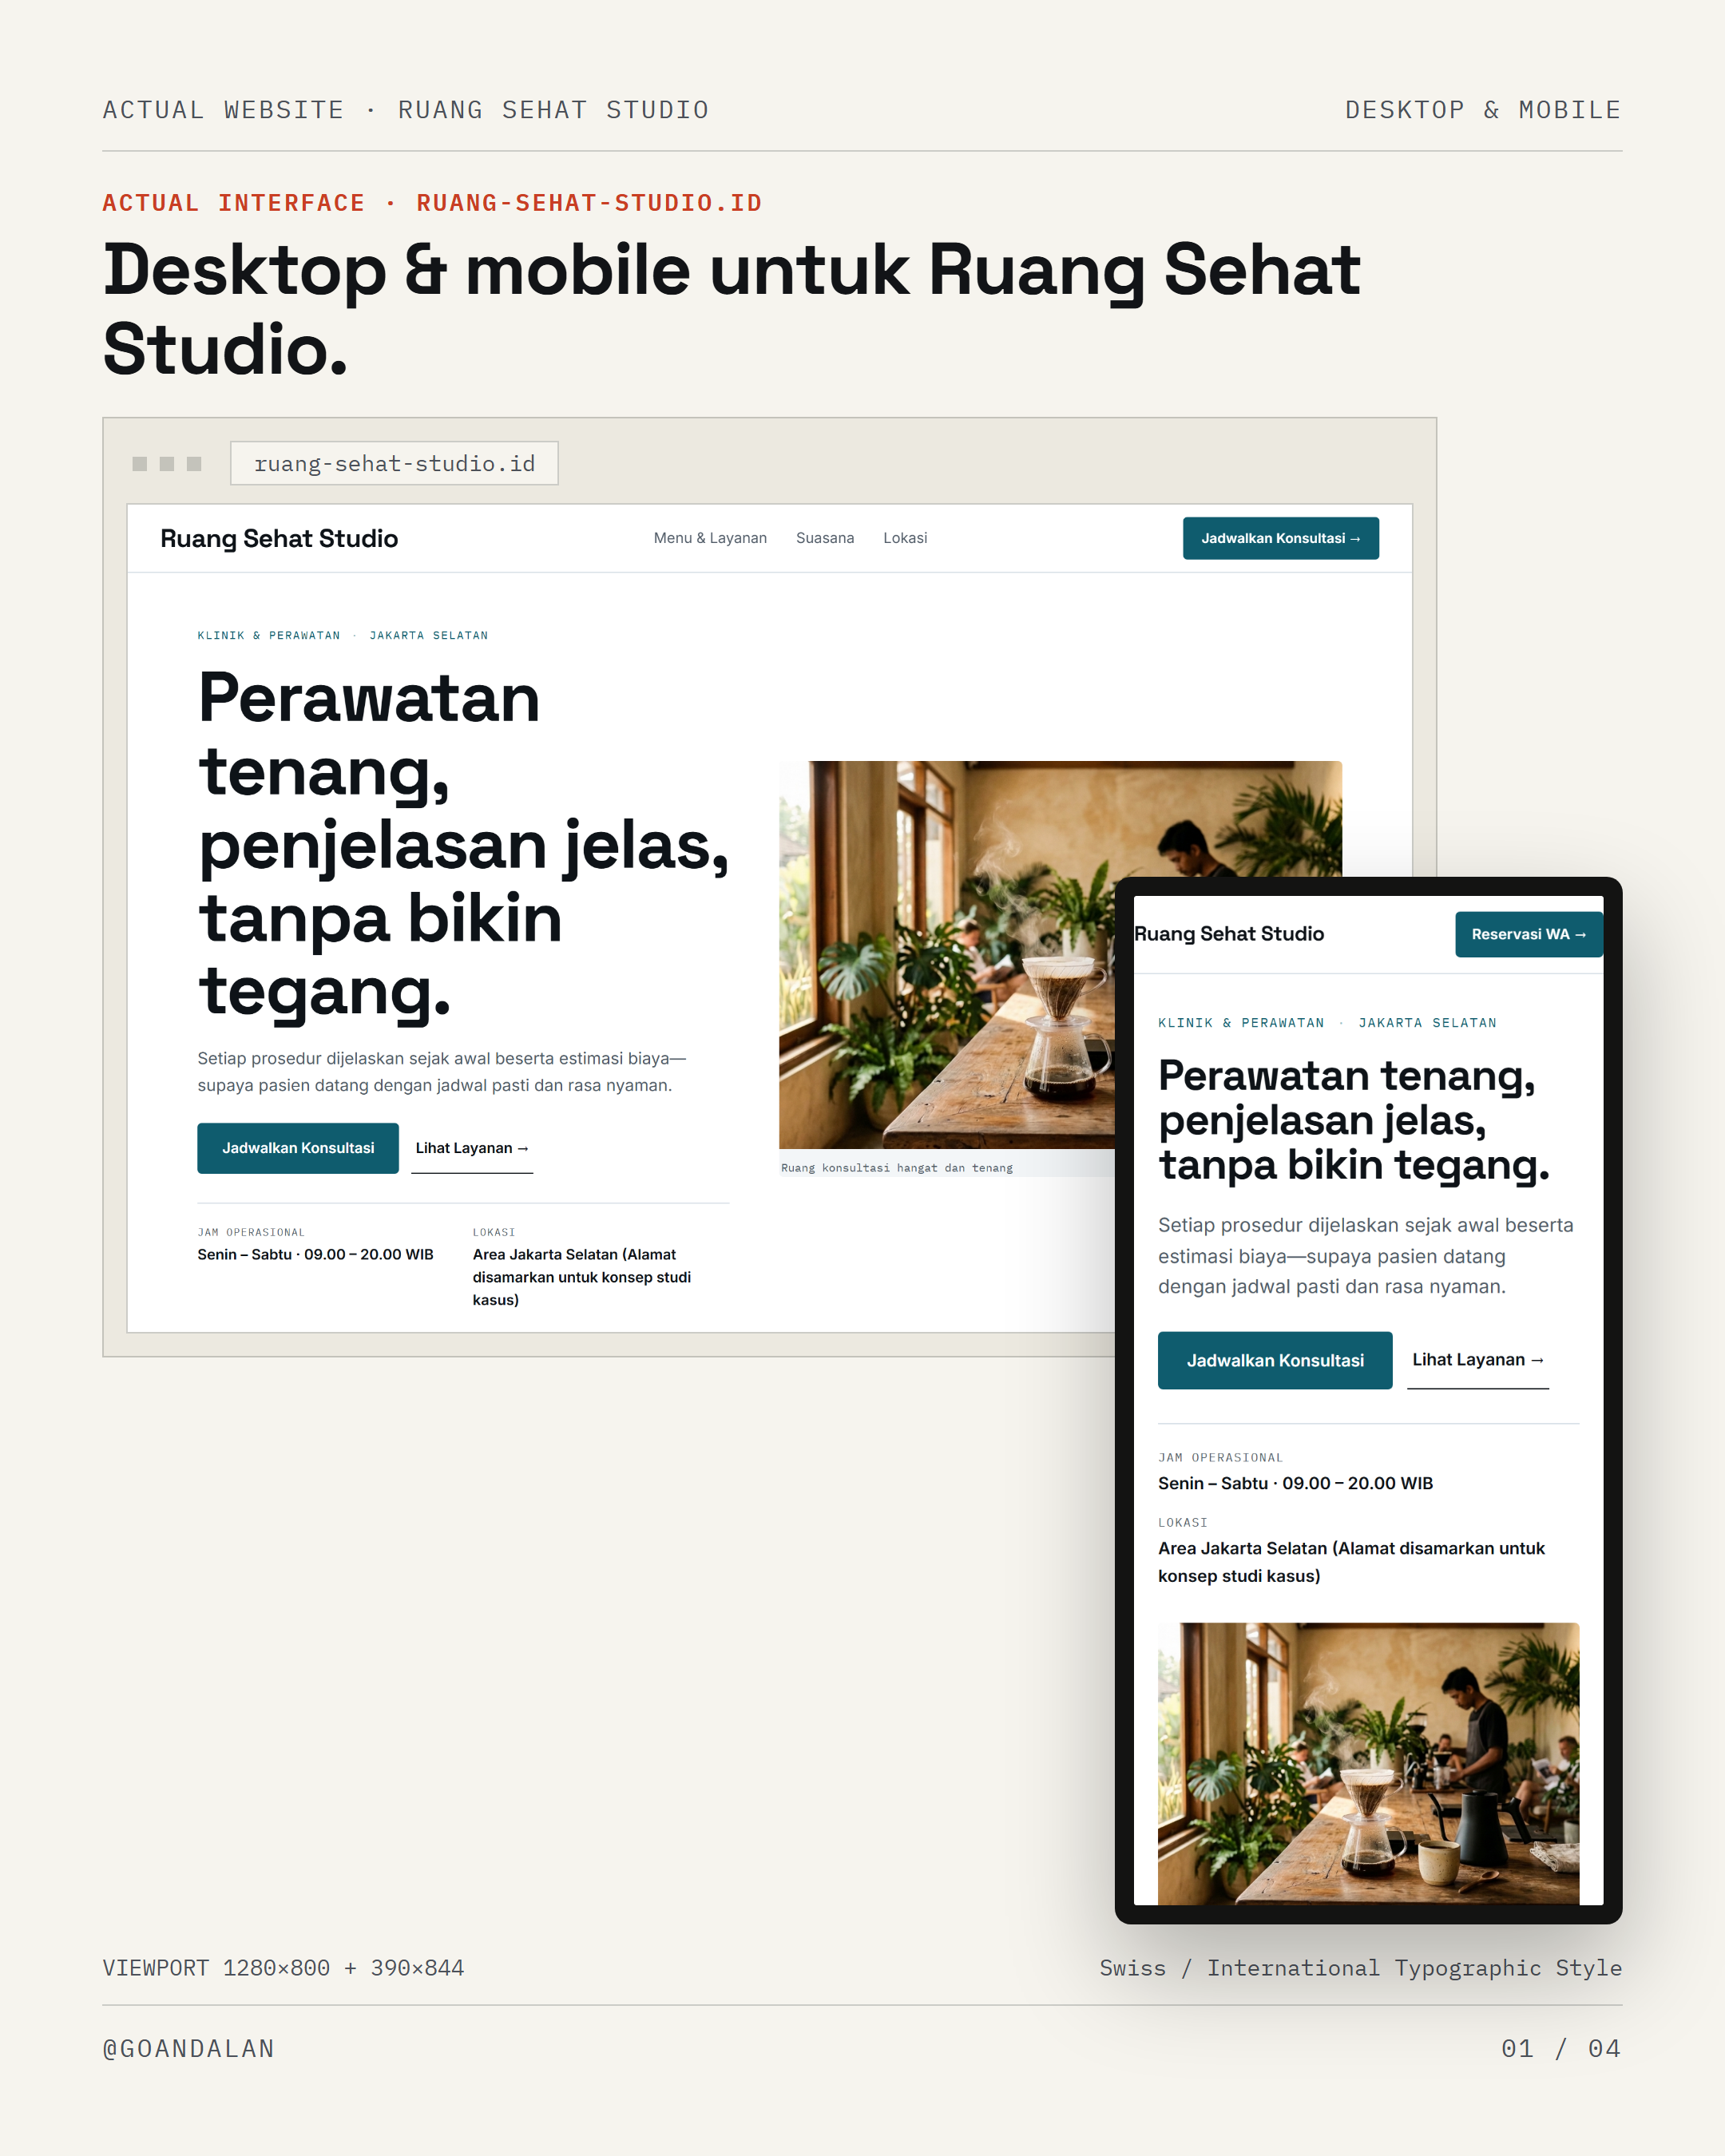 ACTUAL WEBSITE · RUANG SEHAT STUDIO
DESKTOP & MOBILE
ACTUAL INTERFACE · RUANG-SEHAT-STUDIO.ID
Desktop & mobile untuk Ruang Sehat
Studio.
ruang-sehat-studio.id
Ruang Sehat Studio
Menu & Layanan
Suasana
Lokasi
Jadwalkan Konsultasi →
KLINIK & PERAWATAN · JAKARTA SELATAN
Perawatan
tenang,
penjelasan jelas,
tanpa bikin
tegang.
Setiap prosedur dijelaskan sejak awal beserta estimasi biaya—
supaya pasien datang dengan jadwal pasti dan rasa nyaman.
Jadwalkan Konsultasi
Lihat Layanan →
JAM OPERASIONAL
Senin – Sabtu · 09.00 – 20.00 WIB
LOKASI
Area Jakarta Selatan (Alamat
disamarkan untuk konsep studi
kasus)
Ruang konsultasi hangat dan tenang
Ruang Sehat Studio
Reservasi WA →
KLINIK & PERAWATAN · JAKARTA SELATAN
Perawatan tenang,
penjelasan jelas,
tanpa bikin tegang.
Setiap prosedur dijelaskan sejak awal beserta
estimasi biaya—supaya pasien datang
dengan jadwal pasti dan rasa nyaman.
Jadwalkan Konsultasi
Lihat Layanan →
JAM OPERASIONAL
Senin – Sabtu · 09.00 – 20.00 WIB
LOKASI
Area Jakarta Selatan (Alamat disamarkan untuk
konsep studi kasus)
VIEWPORT 1280×800 + 390×844
Swiss / International Typographic Style
@GOANDALAN
01 / 04